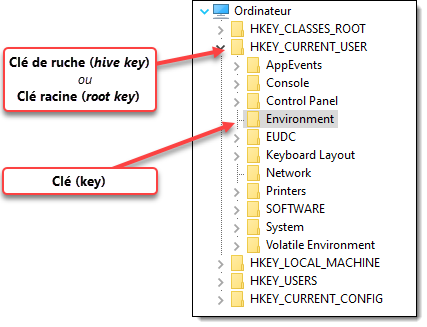 Ordinateur
HKEY_CLASSES_ROOT
HKEY_CURRENT_USER
Clé de ruche (hive key)
ou
Clé racine (root key)
AppEvents
Console
Control Panel
Environment
EUDC
Keyboard Layout
Clé (key)
Network
Printers
SOFTWARE
System
Volatile Environment
HKEY_LOCAL_MACHINE
HKEY_USERS
HKEY_CURRENT_CONFIG